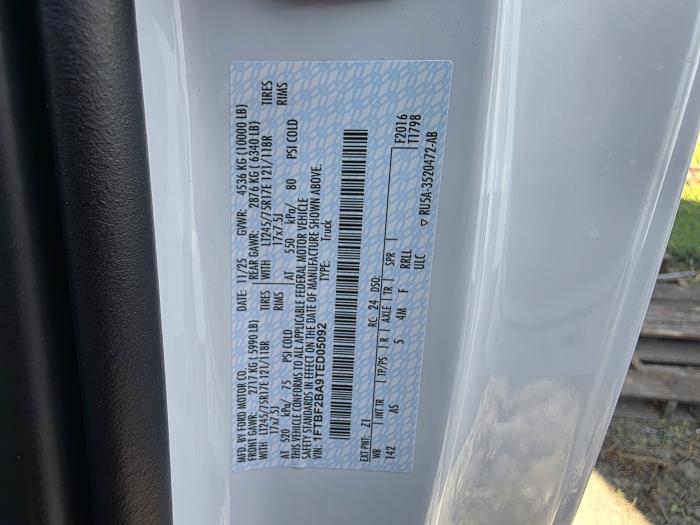 MFD. BY FORD MOTOR CO. DATE: 11/25 GVWR: 4536 KG (10000 LB)
FRONT GAWR: 2717 KG (5990 LB) REAR GAWR: 2876 KG (6340 LB)
WITH LT245/75R17E 121/118R TIRES WITH LT245/75R17E 121/118R TIRES
17x7.5J RIMS 17x7.5J RIMS
AT 520 kPa/ 75 PSI COLD AT 550 kPa/ 80 PSI COLD
THIS VEHICLE CONFORMS TO ALL APPLICABLE FEDERAL MOTOR VEHICLE
SAFETY STANDARDS IN EFFECT ON THE DATE OF MANUFACTURE SHOWN ABOVE.
VIN: 1FTBF2BA9TED05092 TYPE: Truck
EXT PNT: Z1 RC: 24 DSO: F2016
WB INT TR TP/PS R AXLE TR SPR T1798
142 AS 5 4M F RRLL
ULC ▽ RU5A-3520472-AB